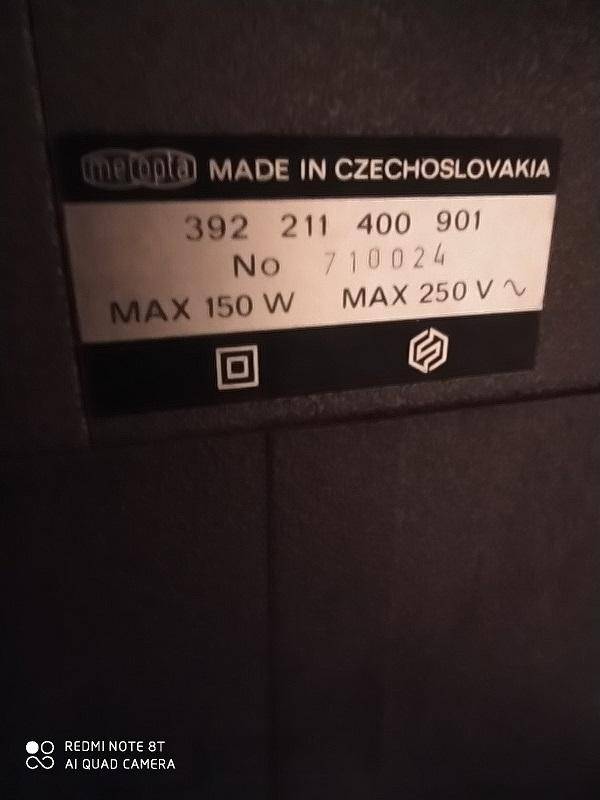 meopta MADE IN CZECHOSLOVAKIA
392 211 400 901
No 710024
MAX 150 W MAX 250 V ~
REDMI NOTE 8T
AI QUAD CAMERA